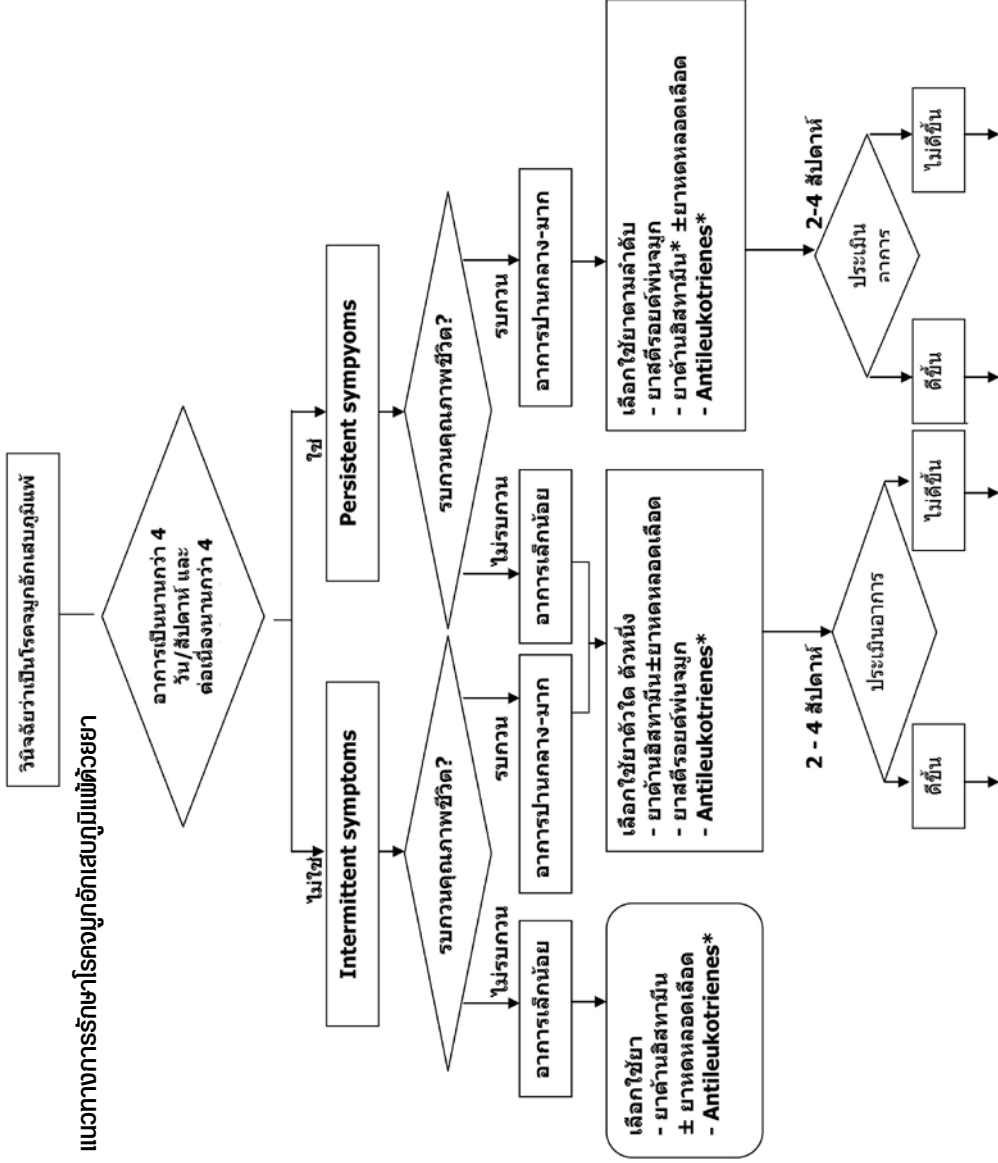 แนวทางการรักษาโรคจมูกอักเสบภูมิแพ้ด้วยยา
วินิจฉัยว่าเป็นโรคจมูกอักเสบภูมิแพ้
อาการเป็นนานกว่า 4
วัน/สัปดาห์ และ
ต่อเนื่องนานกว่า 4
ไม่ใช่
ใช่
Intermittent symptoms
Persistent sympyoms
รบกวนคุณภาพชีวิต?
รบกวนคุณภาพชีวิต?
ไม่รบกวน
รบกวน
ไม่รบกวน
รบกวน
อาการเล็กน้อย
อาการปานกลาง-มาก
อาการเล็กน้อย
อาการปานกลาง-มาก
เลือกใช้ยา
- ยาต้านฮิสทามีน
± ยาหดหลอดเลือด
- Antileukotrienes*
เลือกใช้ยาตัวใด ตัวหนึ่ง
- ยาต้านฮิสทามีน±ยาหดหลอดเลือด
- ยาสตีรอยด์พ่นจมูก
- Antileukotrienes*
เลือกใช้ยาตามลำดับ
- ยาสตีรอยด์พ่นจมูก
- ยาต้านฮิสทามีน* ±ยาหดหลอดเลือด
- Antileukotrienes*
2 - 4 สัปดาห์
2-4 สัปดาห์
ประเมินอาการ
ประเมิน
อาการ
ดีขึ้น
ไม่ดีขึ้น
ดีขึ้น
ไม่ดีขึ้น